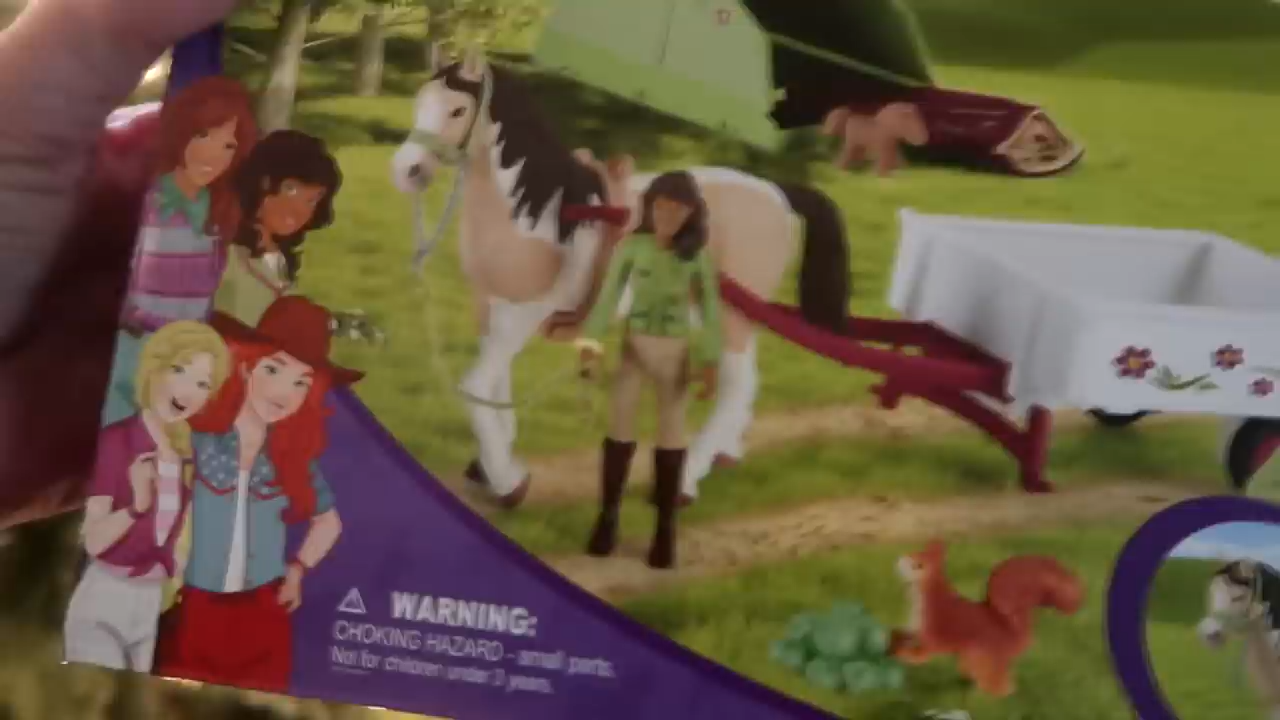 WARNING:
CHOKING HAZARD - small parts.
Not for children under 3 years.